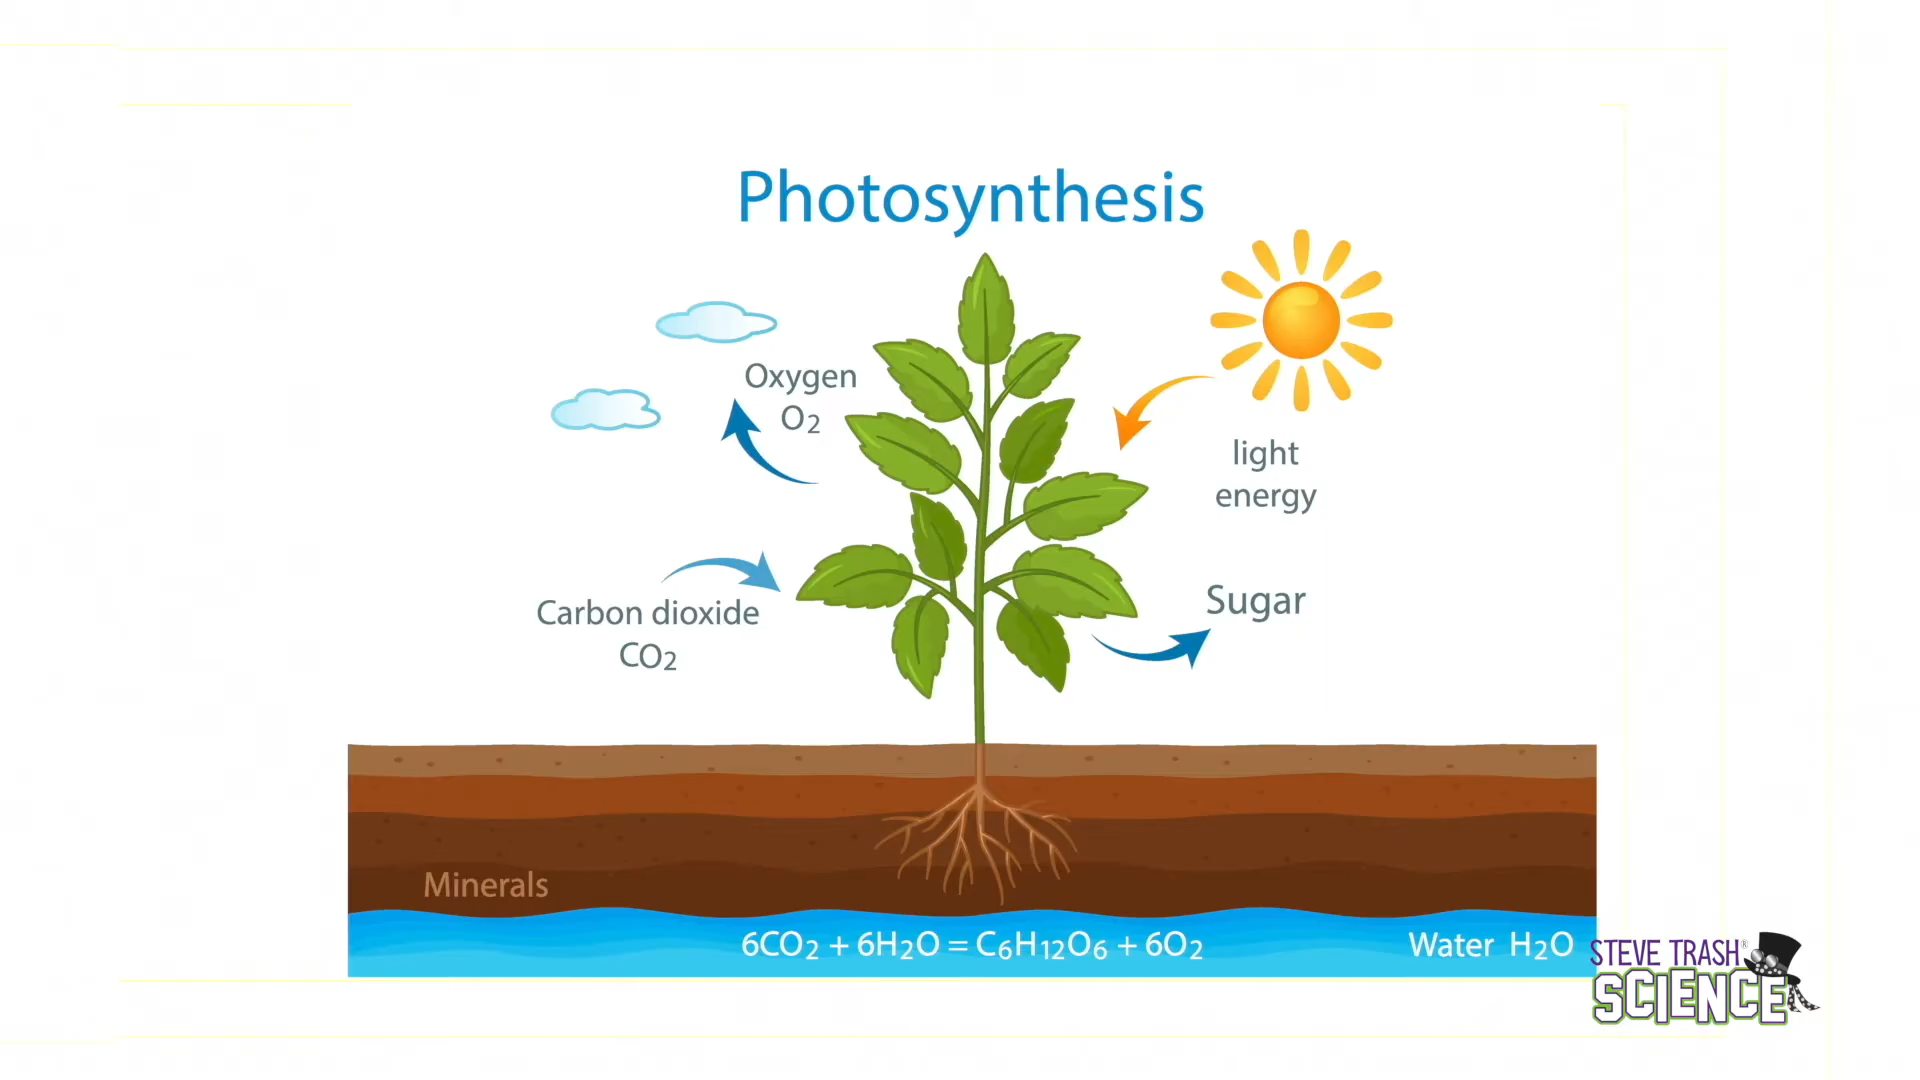 Photosynthesis
Oxygen
O2
light
energy
Carbon dioxide
CO2
Sugar
Minerals
6CO2 + 6H2O = C6H12O6 + 6O2
Water H2O
STEVE TRASH®
SCIENCE